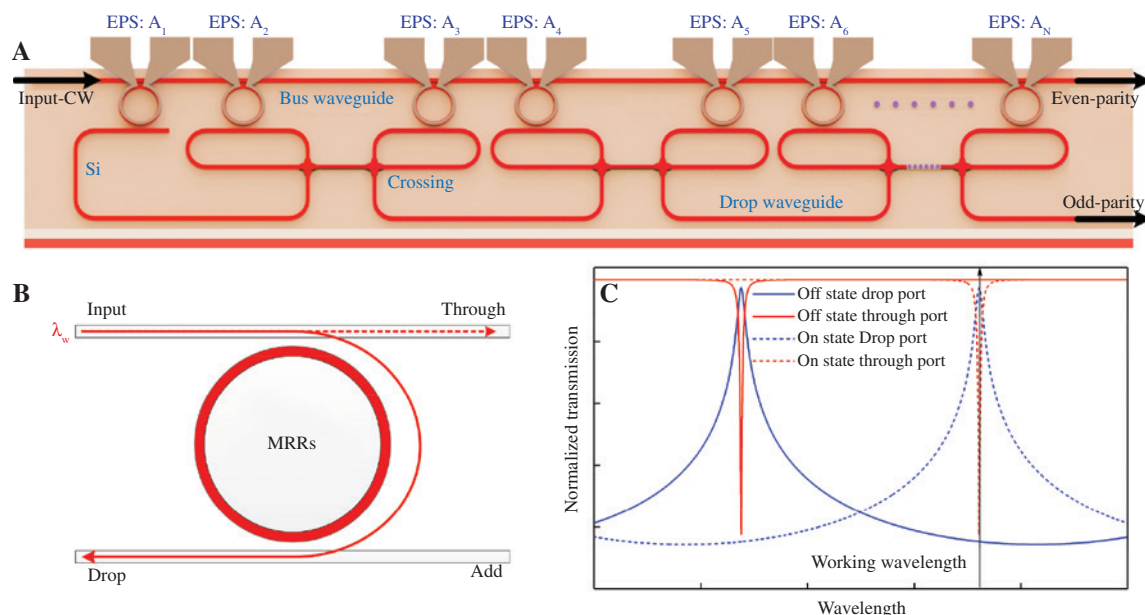 EPS: A1 EPS: A2 EPS: A3 EPS: A4 EPS: A5 EPS: A6 EPS: AN
A
Input-CW Bus waveguide Even-parity
Si Crossing Drop waveguide Odd-parity
B
Input Through
λw
MRRs
Drop Add
C
Off state drop port
Off state through port
On state Drop port
On state through port
Normalized transmission
Working wavelength
Wavelength